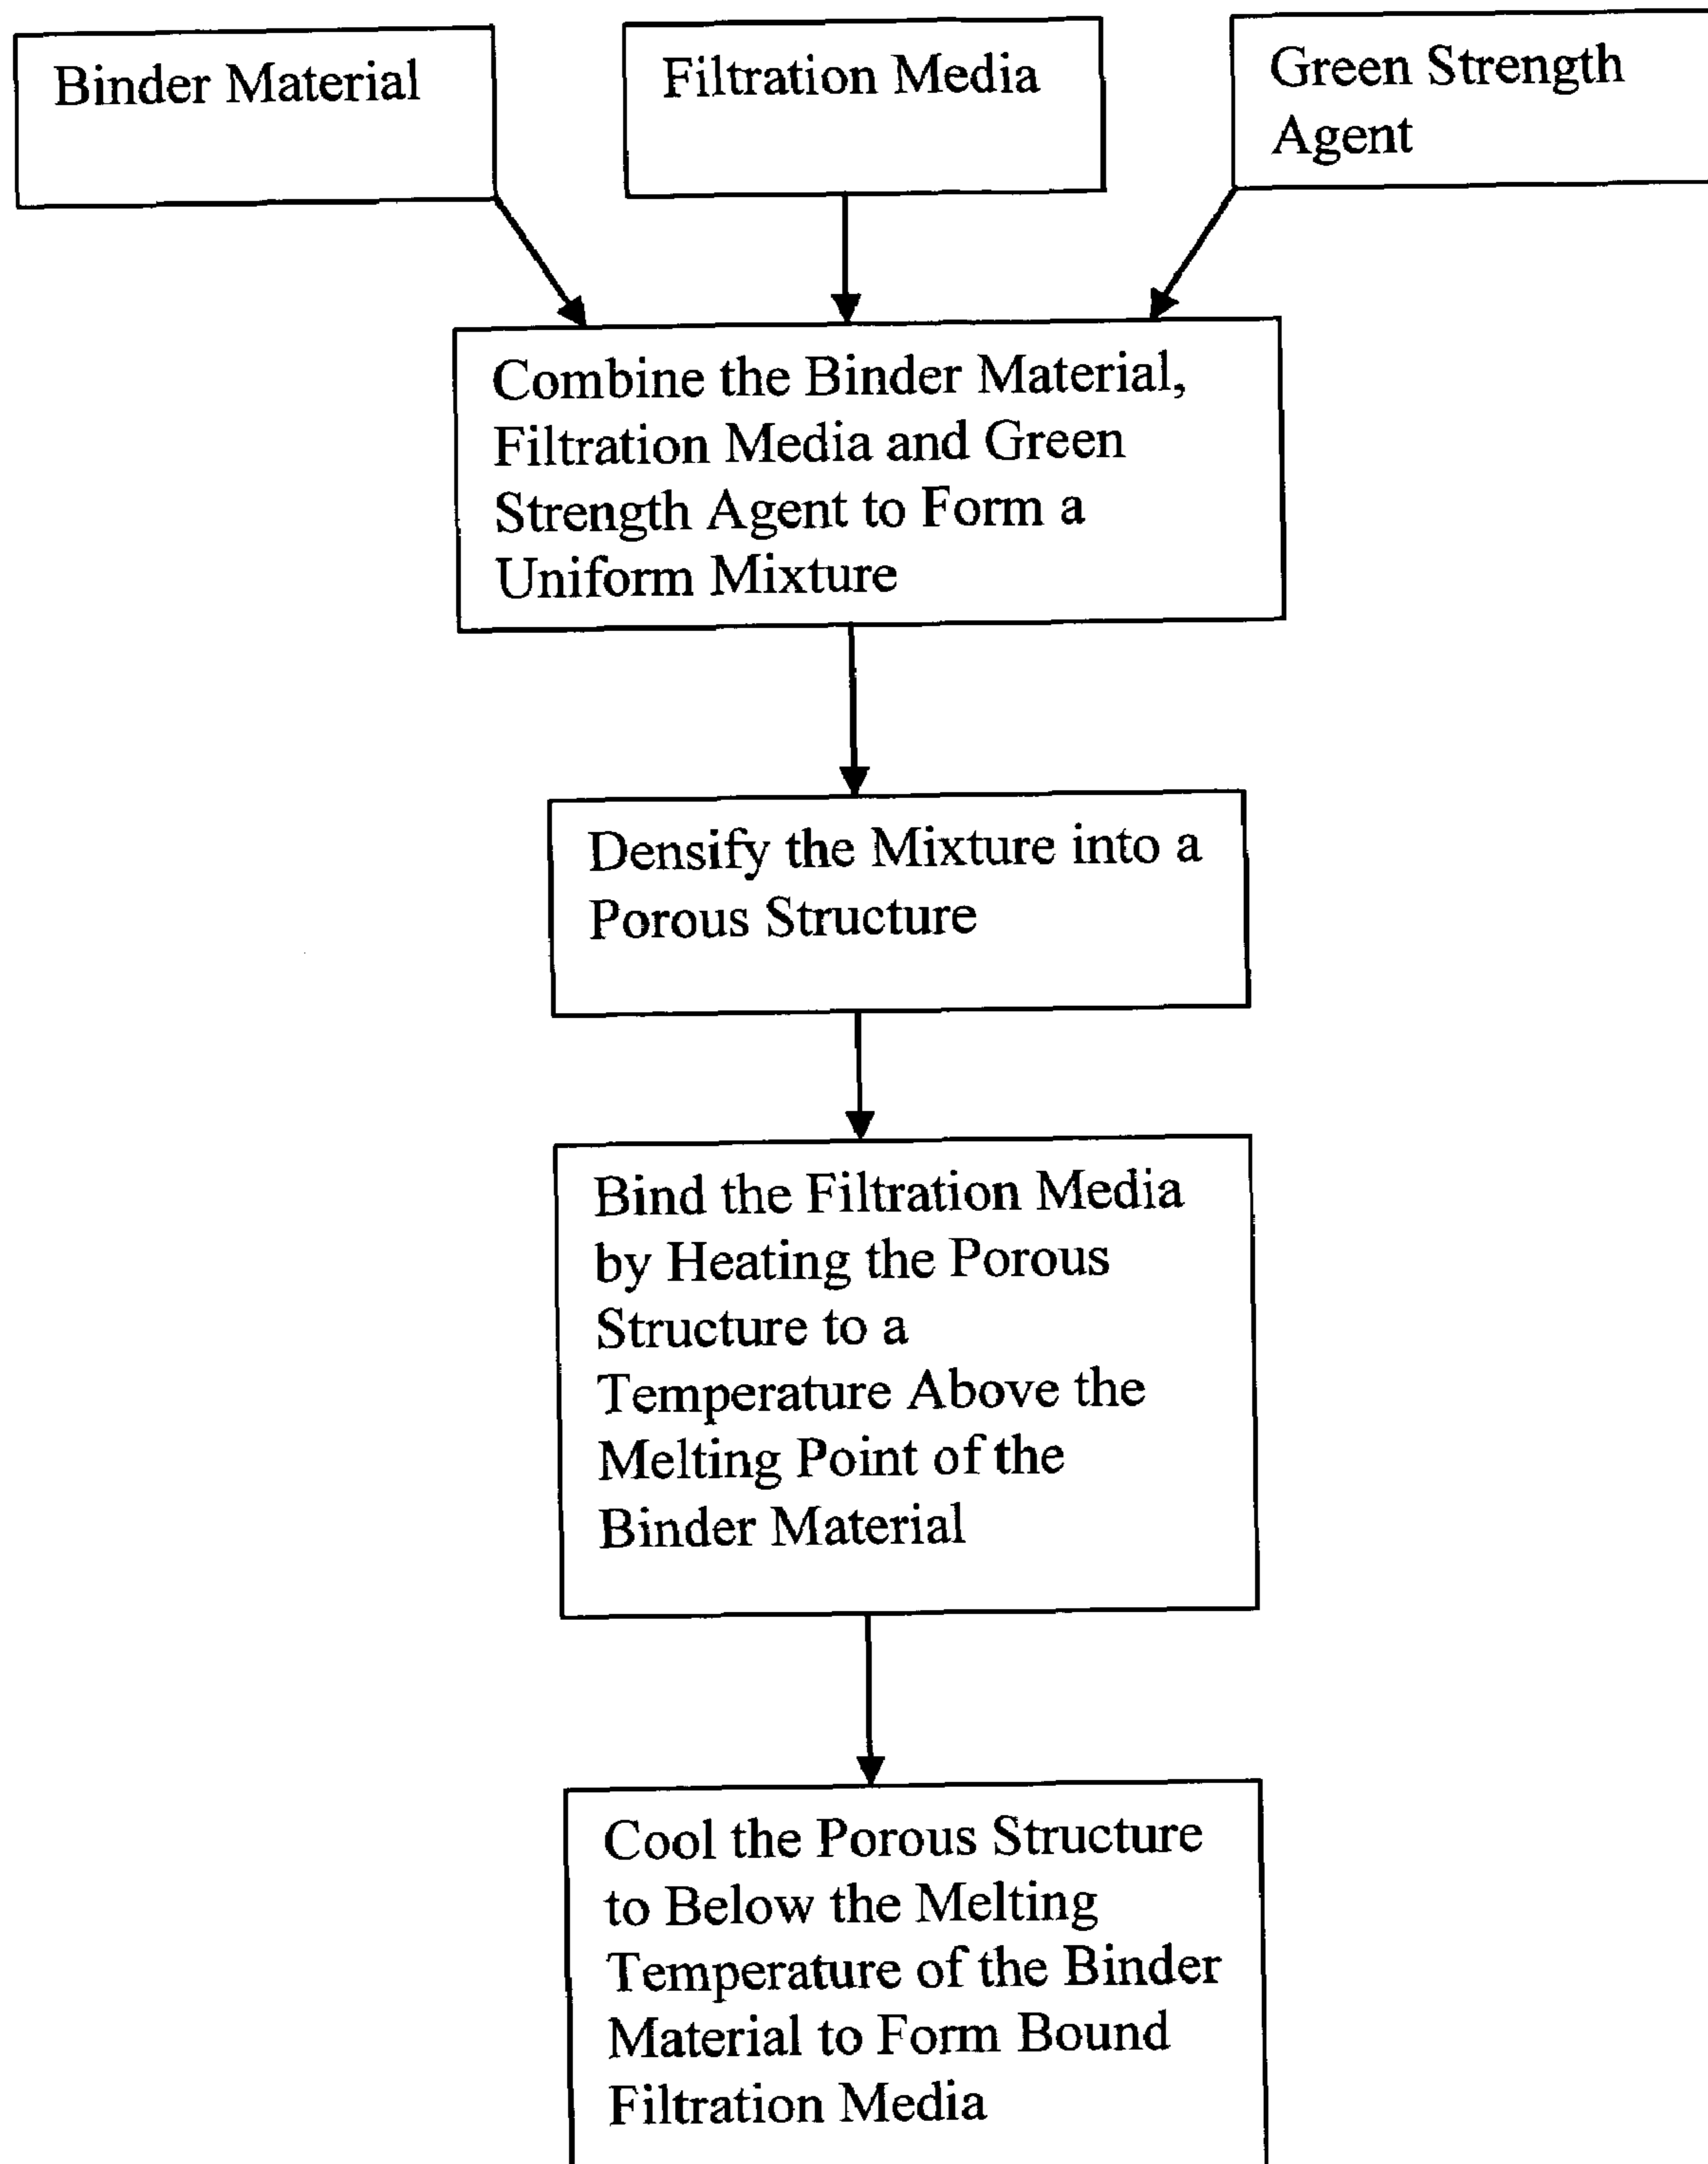 Binder Material
Filtration Media
Green Strength
Agent
Combine the Binder Material,
Filtration Media and Green
Strength Agent to Form a
Uniform Mixture
Densify the Mixture into a
Porous Structure
Bind the Filtration Media
by Heating the Porous
Structure to a
Temperature Above the
Melting Point of the
Binder Material
Cool the Porous Structure
to Below the Melting
Temperature of the Binder
Material to Form Bound
Filtration Media